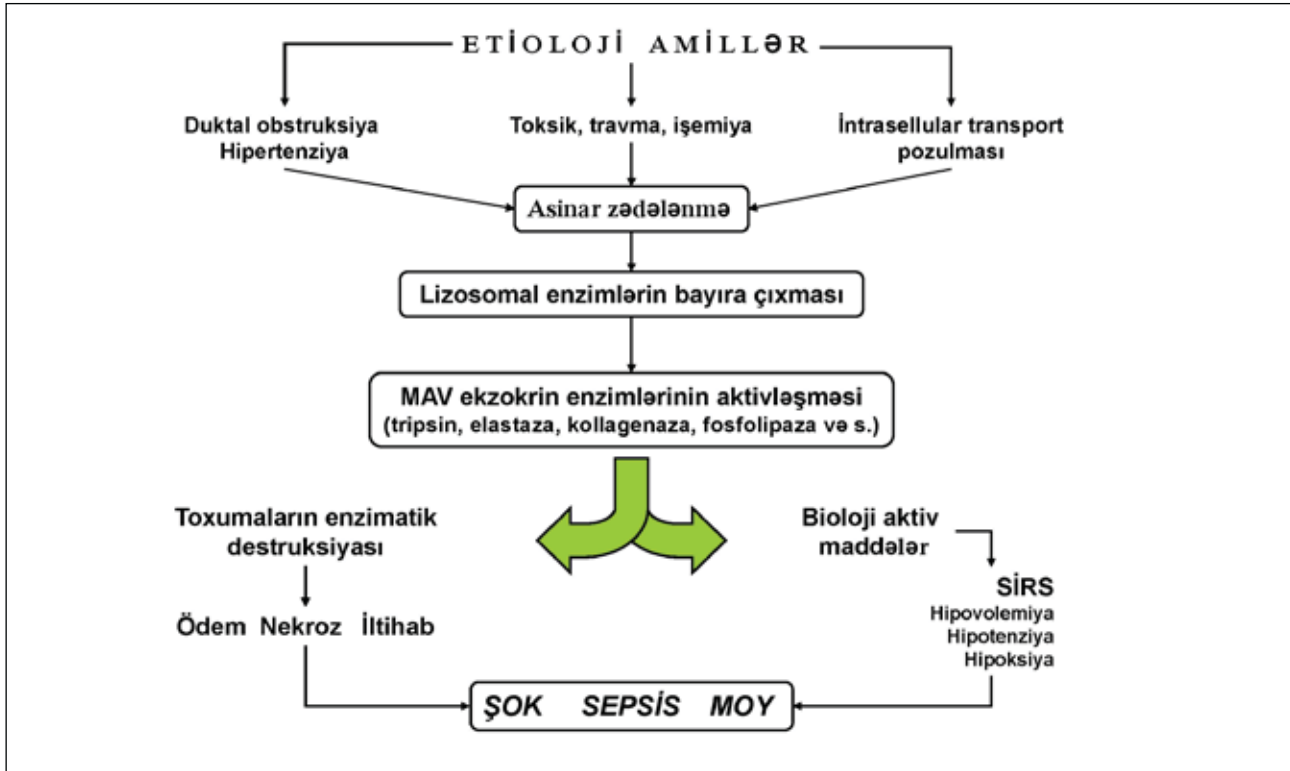 ETİOLOJİ AMİLLƏR
Duktal obstruksiya
Hipertenziya
Toksik, travma, işemiya
İntrasellular transport
pozulması
Asinar zədələnmə
Lizosomal enzimlərin bayıra çıxması
MAV ekzokrin enzimlərinin aktivləşməsi
(tripsin, elastaza, kollagenaza, fosfolipaza və s.)
Toxumaların enzimatik
destruksiyası
Ödem Nekroz İltihab
Bioloji aktiv
maddələr
SİRS
Hipovolemiya
Hipotenziya
Hipoksiya
ŞOK SEPSİS MOY